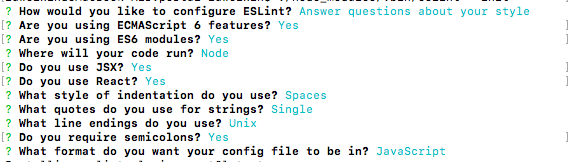 ? How would you like to configure ESLint? Answer questions about your style
[? Are you using ECMAScript 6 features? Yes ]
[? Are you using ES6 modules? Yes ]
? Where will your code run? Node
[? Do you use JSX? Yes ]
[? Do you use React? Yes ]
? What style of indentation do you use? Spaces
? What quotes do you use for strings? Single
? What line endings do you use? Unix
[? Do you require semicolons? Yes ]
? What format do you want your config file to be in? JavaScript